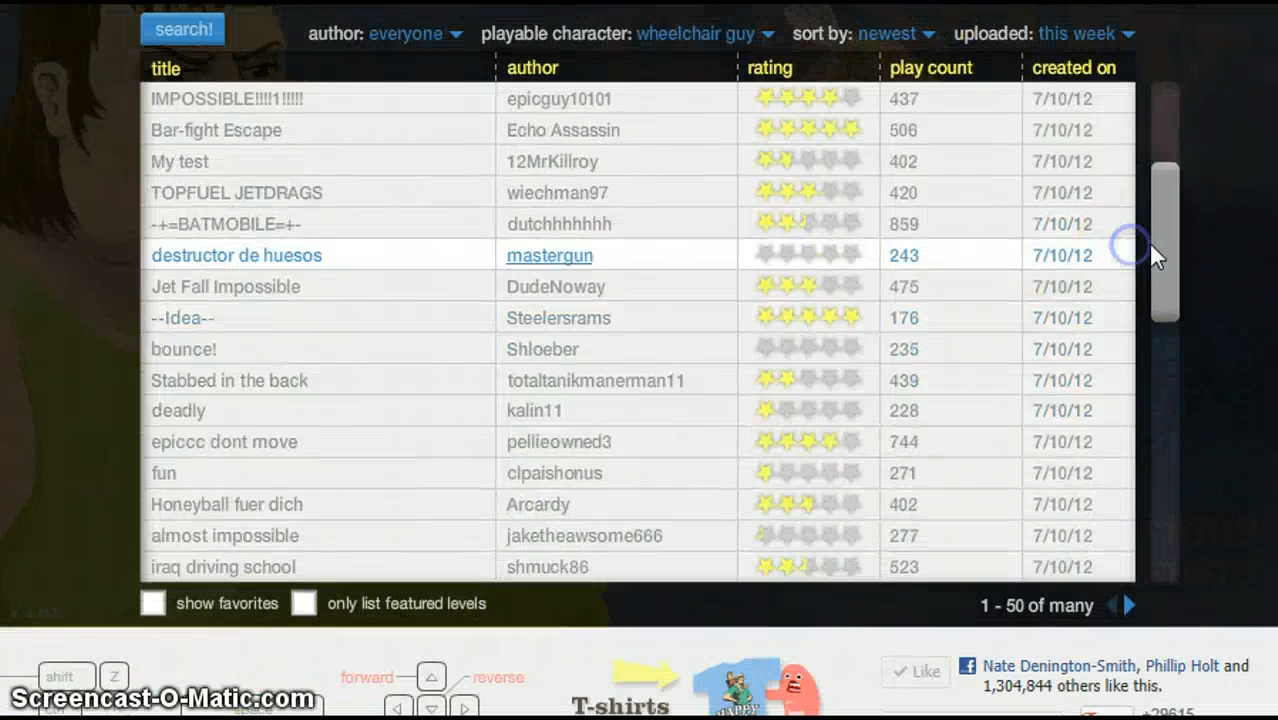 search! author: everyone playable character: wheelchair guy sort by: newest uploaded: this week
title author rating play count created on
IMPOSSIBLE!!!!1!!!!! epicguy10101 437 7/10/12
Bar-fight Escape Echo Assassin 506 7/10/12
My test 12MrKillroy 402 7/10/12
TOPFUEL JETDRAGS wiechman97 420 7/10/12
-+=BATMOBILE=+- dutchhhhhhh 859 7/10/12
destructor de huesos mastergun 243 7/10/12
Jet Fall Impossible DudeNoway 475 7/10/12
--Idea-- Steelersrams 176 7/10/12
bounce! Shloeber 235 7/10/12
Stabbed in the back totaltanikmanerman11 439 7/10/12
deadly kalin11 228 7/10/12
epiccc dont move pellieowned3 744 7/10/12
fun clpaishonus 271 7/10/12
Honeyball fuer dich Arcardy 402 7/10/12
almost impossible jaketheawsome666 277 7/10/12
iraq driving school shmuck86 523 7/10/12
show favorites only list featured levels 1 - 50 of many
shift Z forward reverse Like Nate Denington-Smith, Phillip Holt and
1,304,844 others like this.
Screencast-O-Matic.com T-shirts HAPPY +29615